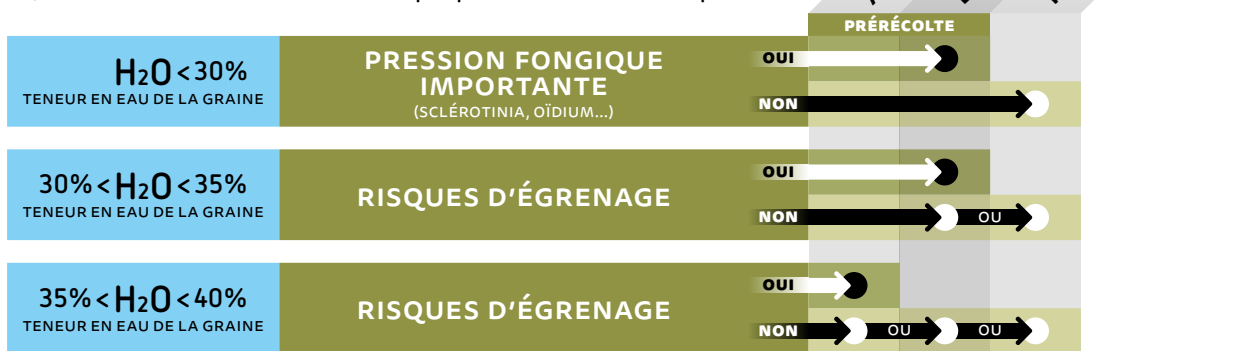 PRÉRÉCOLTE
H₂O<30%
TENEUR EN EAU DE LA GRAINE
PRESSION FONGIQUE
IMPORTANTE
(SCLÉROTINIA, OÏDIUM...)
OUI
NON
30%<H₂O<35%
TENEUR EN EAU DE LA GRAINE
RISQUES D'ÉGRENAGE
OUI
NON
OU
35%<H₂O<40%
TENEUR EN EAU DE LA GRAINE
RISQUES D'ÉGRENAGE
OUI
NON
OU
OU